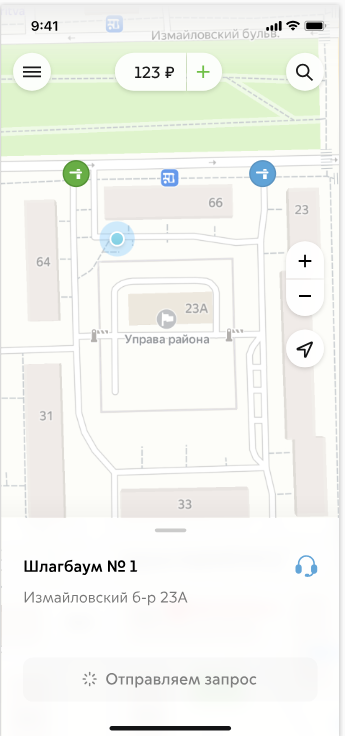 9:41
Измайловский бульв.
123 ₽ +
66
23
64
23А
Управа района
31
33
Шлагбаум № 1
Измайловский б-р 23А
Отправляем запрос